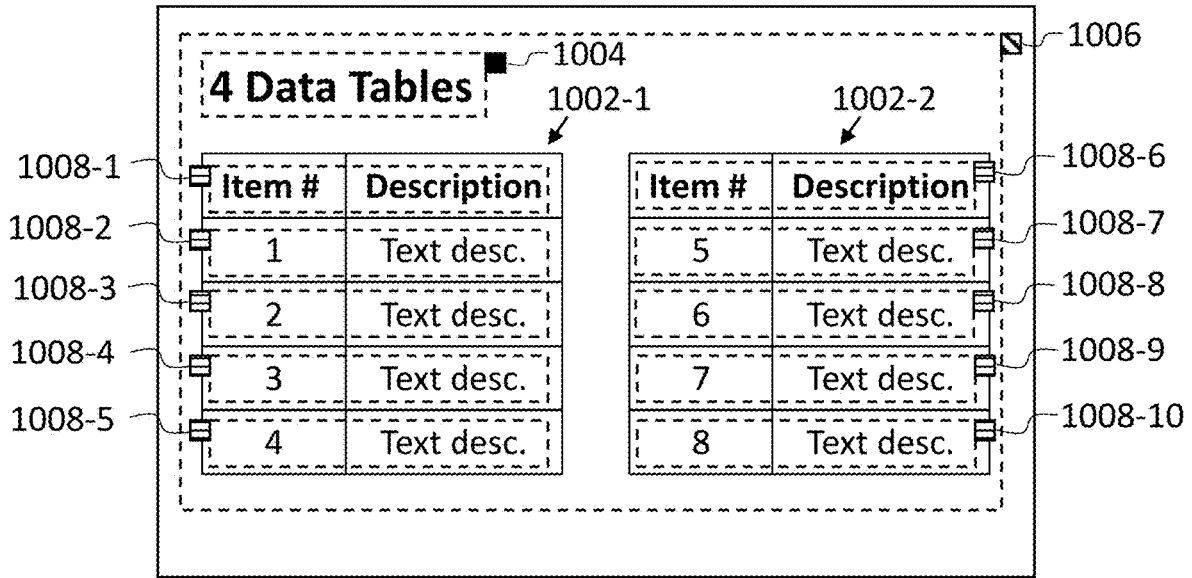 1006
1004
4 Data Tables
1002-1 1002-2
1008-1 Item # Description Item # Description 1008-6
1008-2 1 Text desc. 5 Text desc. 1008-7
1008-3 2 Text desc. 6 Text desc. 1008-8
1008-4 3 Text desc. 7 Text desc. 1008-9
1008-5 4 Text desc. 8 Text desc. 1008-10